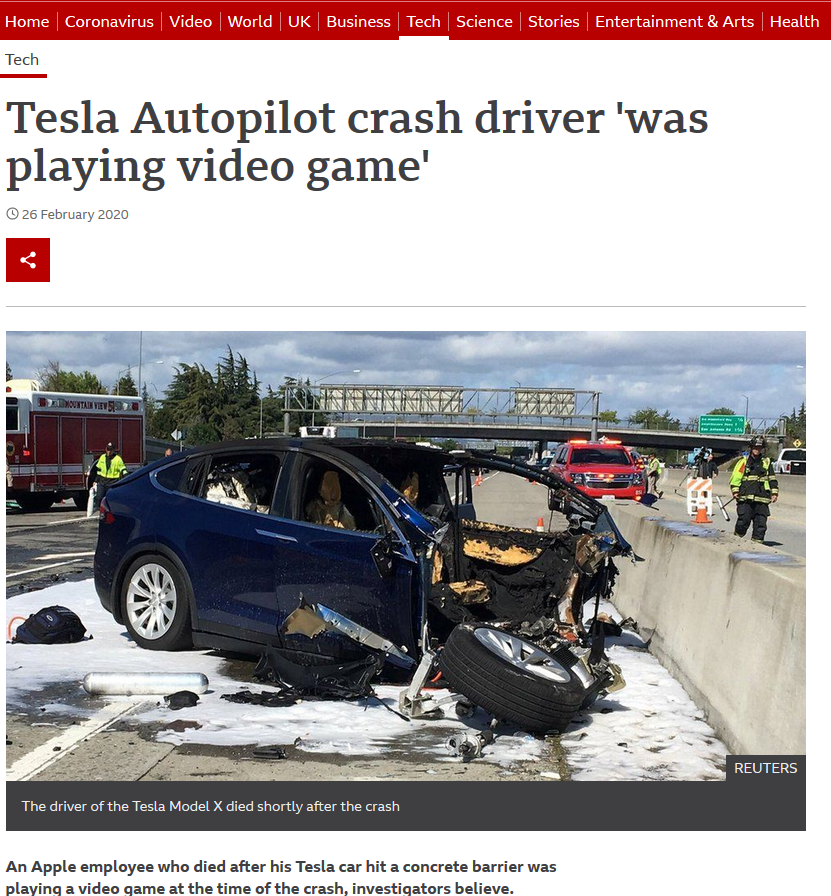 Home Coronavirus Video World UK Business Tech Science Stories Entertainment & Arts Health
Tech
Tesla Autopilot crash driver 'was
playing video game'
26 February 2020
MOUNTAIN VIEW
REUTERS
The driver of the Tesla Model X died shortly after the crash
An Apple employee who died after his Tesla car hit a concrete barrier was
playing a video game at the time of the crash, investigators believe.